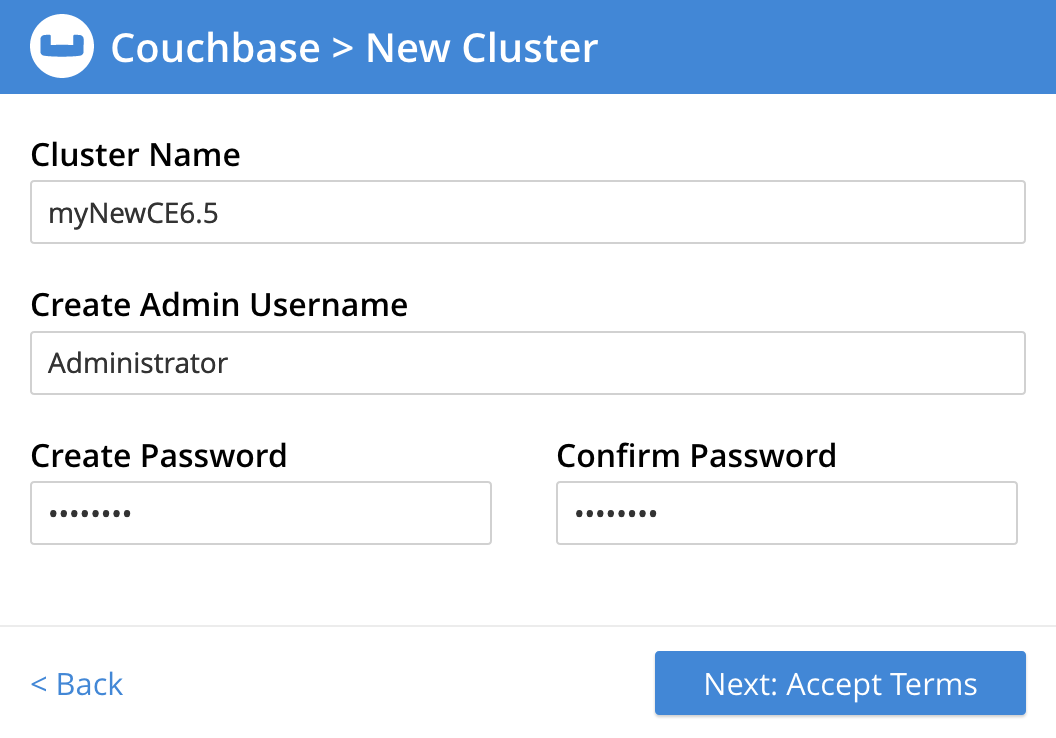 Couchbase > New Cluster
Cluster Name
myNewCE6.5
Create Admin Username
Administrator
Create Password
Confirm Password
••••••••
••••••••
< Back
Next: Accept Terms